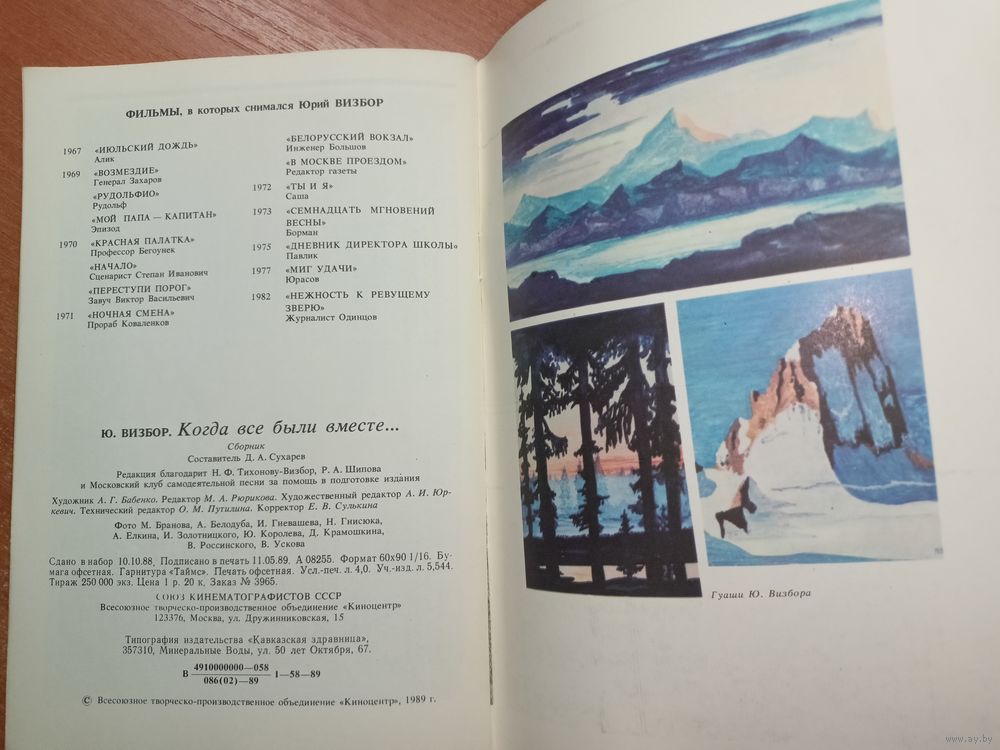 ФИЛЬМЫ, в которых снимался Юрий ВИЗБОР
1967 «ИЮЛЬСКИЙ ДОЖДЬ»
Алик
1969 «ВОЗМЕЗДИЕ»
Генерал Захаров
«РУДОЛЬФИО»
Рудольф
«МОЙ ПАПА — КАПИТАН»
Эпизод
1970 «КРАСНАЯ ПАЛАТКА»
Профессор Бегоунек
«НАЧАЛО»
Сценарист Степан Иванович
«ПЕРЕСТУПИ ПОРОГ»
Завуч Виктор Васильевич
1971 «НОЧНАЯ СМЕНА»
Прораб Коваленков
«БЕЛОРУССКИЙ ВОКЗАЛ»
Инженер Большов
«В МОСКВЕ ПРОЕЗДОМ»
Редактор газеты
1972 «ТЫ И Я»
Саша
1973 «СЕМНАДЦАТЬ МГНОВЕНИЙ
ВЕСНЫ»
Борман
1975 «ДНЕВНИК ДИРЕКТОРА ШКОЛЫ»
Павлик
1977 «МИГ УДАЧИ»
Юрасов
1982 «НЕЖНОСТЬ К РЕВУЩЕМУ
ЗВЕРЮ»
Журналист Одинцов
Ю. ВИЗБОР. Когда все были вместе...
Сборник
Составитель Д. А. Сухарев
Редакция благодарит Н. Ф. Тихонову-Визбор, Р. А. Шипова
и Московский клуб самодеятельной песни за помощь в подготовке издания
Художник А. Г. Бабенко. Редактор М. А. Рюрикова. Художественный редактор А. И. Юр-
кевич. Технический редактор О. М. Путилина. Корректор Е. В. Сулькина
Фото М. Бранова, А. Белодуба, И. Гневашева, Н. Гнисюка,
А. Елкина, И. Золотницкого, Ю. Королева, Д. Крамошкина,
В. Россинского, В. Ускова
Сдано в набор 10.10.88. Подписано в печать 11.05.89. А 08255. Формат 60х90 1/16. Бу-
мага офсетная. Гарнитура «Таймс». Печать офсетная. Усл.-печ. л. 4,0. Уч.-изд. л. 5,544.
Тираж 250 000 экз. Цена 1 р. 20 к, Заказ № 3965.
СОЮЗ КИНЕМАТОГРАФИСТОВ СССР
Всесоюзное творческо-производственное объединение «Киноцентр»
123376, Москва, ул. Дружинниковская, 15
Типография издательства «Кавказская здравница»,
357310, Минеральные Воды, ул. 50 лет Октября, 67.
В 4910000000—058 1—58—89
086(02)—89
© Всесоюзное творческо-производственное объединение «Киноцентр», 1989 г.
Гуаши Ю. Визбора
www.ay.by